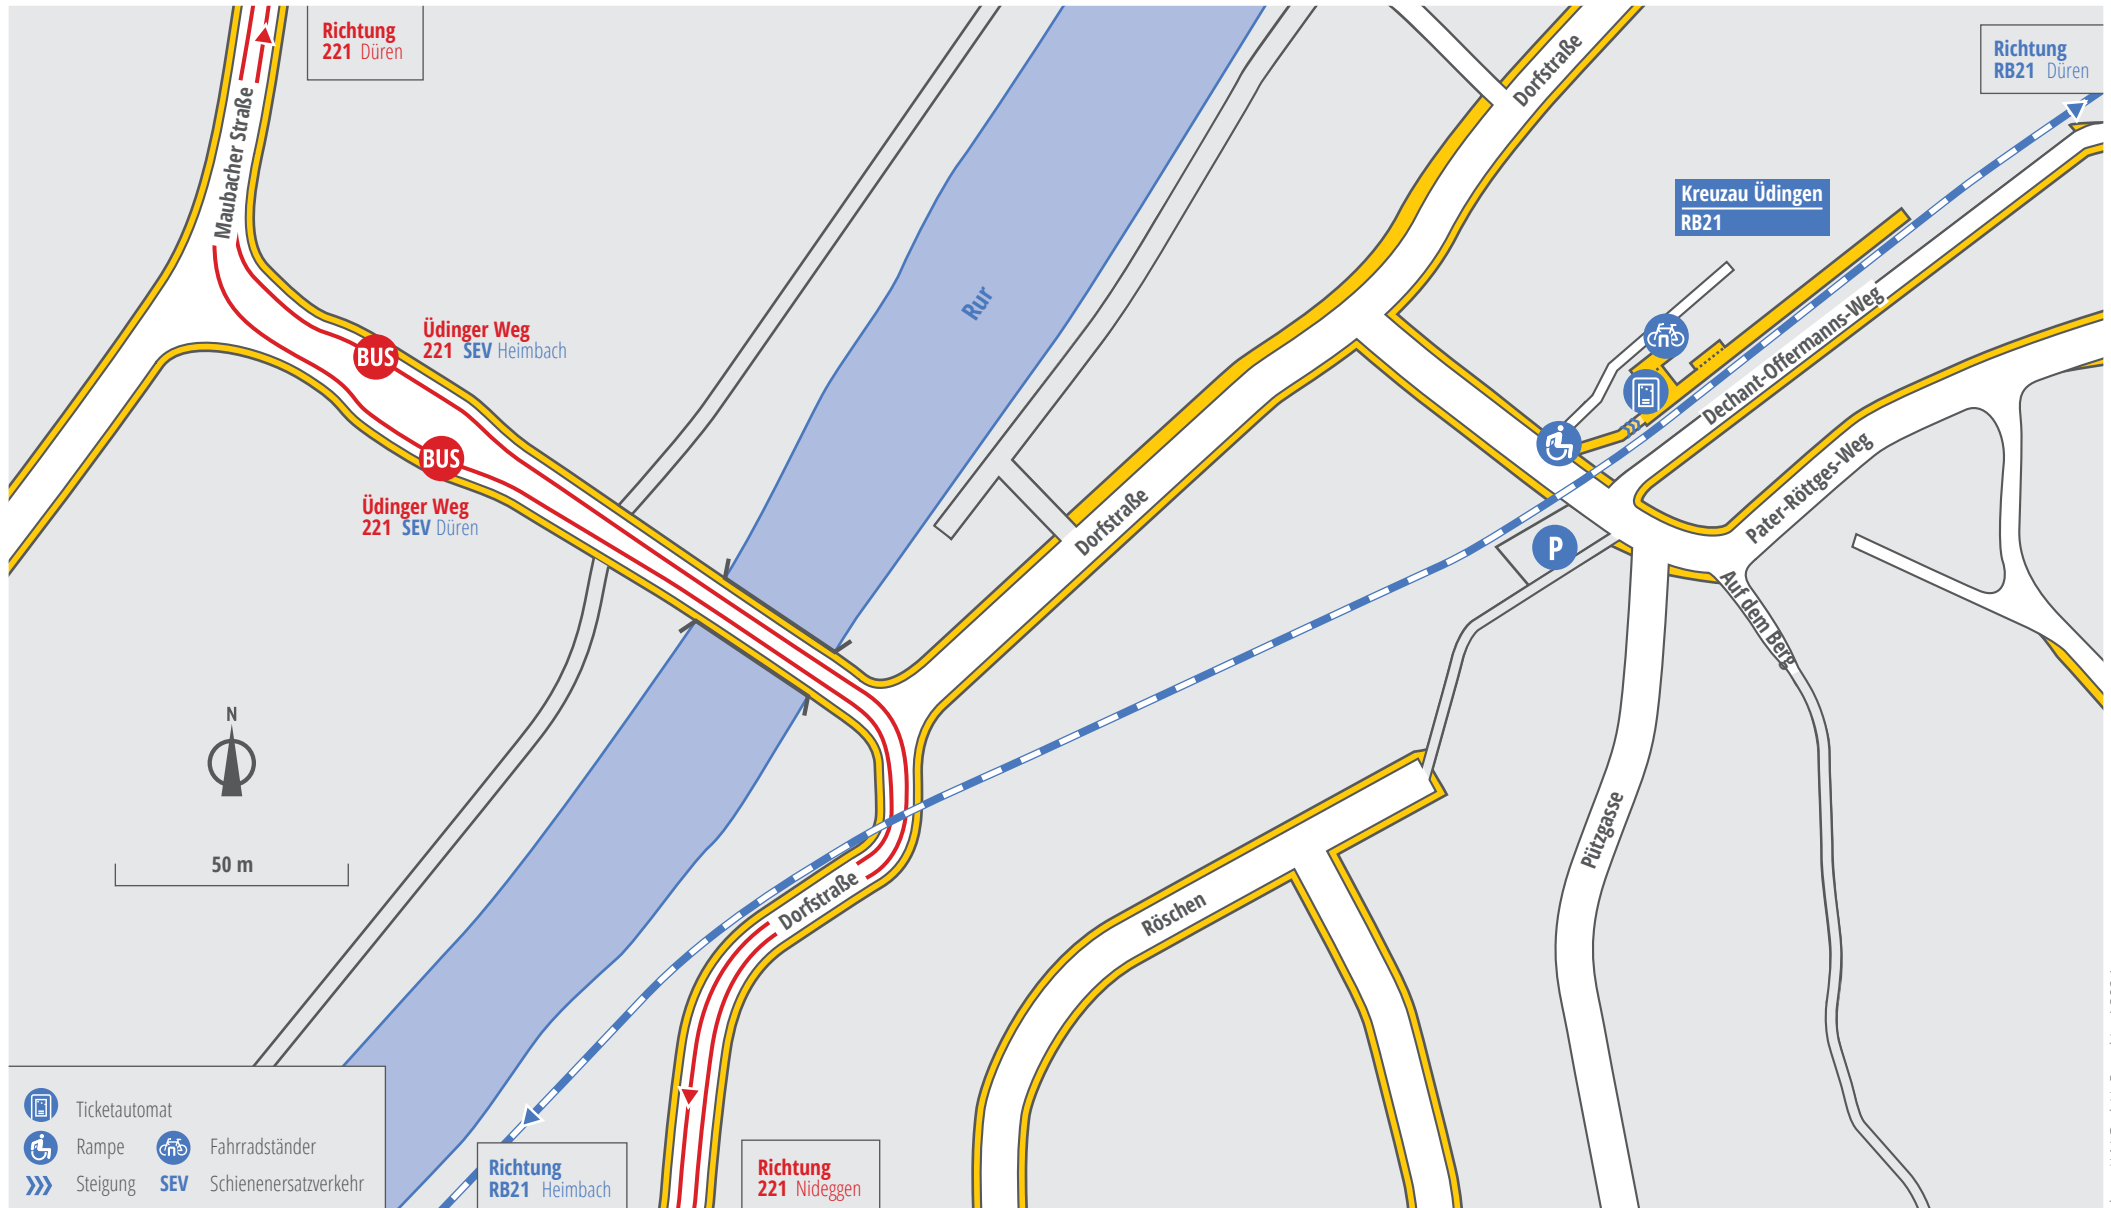 Richtung
221 Düren
Richtung
RB21 Düren
Dorfstraße
Maubacher Straße
Kreuzau Üdingen
RB21
Rur
Üdinger Weg
221 SEV Heimbach
BUS
BUS
Üdinger Weg
221 SEV Düren
Dechant-Offermanns-Weg
Pater-Röttges-Weg
Dorfstraße
P
Auf dem Berg
N
50 m
Pützgasse
Dorfstraße
Röschen
Ticketautomat
Rampe
Fahrradständer
Steigung
SEV Schienenersatzverkehr
Richtung
RB21 Heimbach
Richtung
221 Nideggen